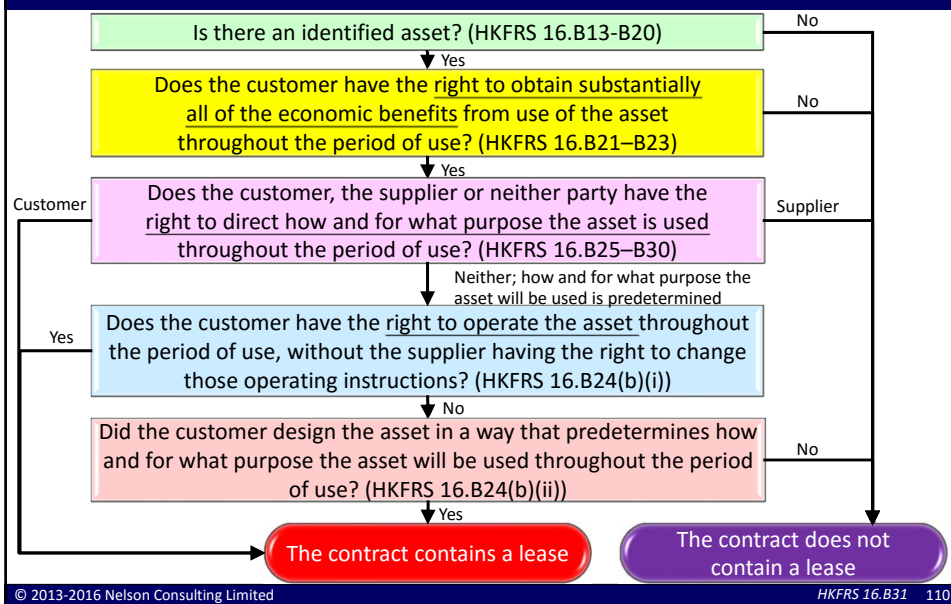 Is there an identified asset? (HKFRS 16.B13-B20)
No
Yes
Does the customer have the right to obtain substantially
all of the economic benefits from use of the asset
throughout the period of use? (HKFRS 16.B21–B23)
No
Yes
Customer
Does the customer, the supplier or neither party have the
right to direct how and for what purpose the asset is used
throughout the period of use? (HKFRS 16.B25–B30)
Supplier
Neither; how and for what purpose the
asset will be used is predetermined
Yes
Does the customer have the right to operate the asset throughout
the period of use, without the supplier having the right to change
those operating instructions? (HKFRS 16.B24(b)(i))
No
Did the customer design the asset in a way that predetermines how
and for what purpose the asset will be used throughout the period
of use? (HKFRS 16.B24(b)(ii))
No
Yes
The contract contains a lease
The contract does not
contain a lease
© 2013-2016 Nelson Consulting Limited
HKFRS 16.B31 110